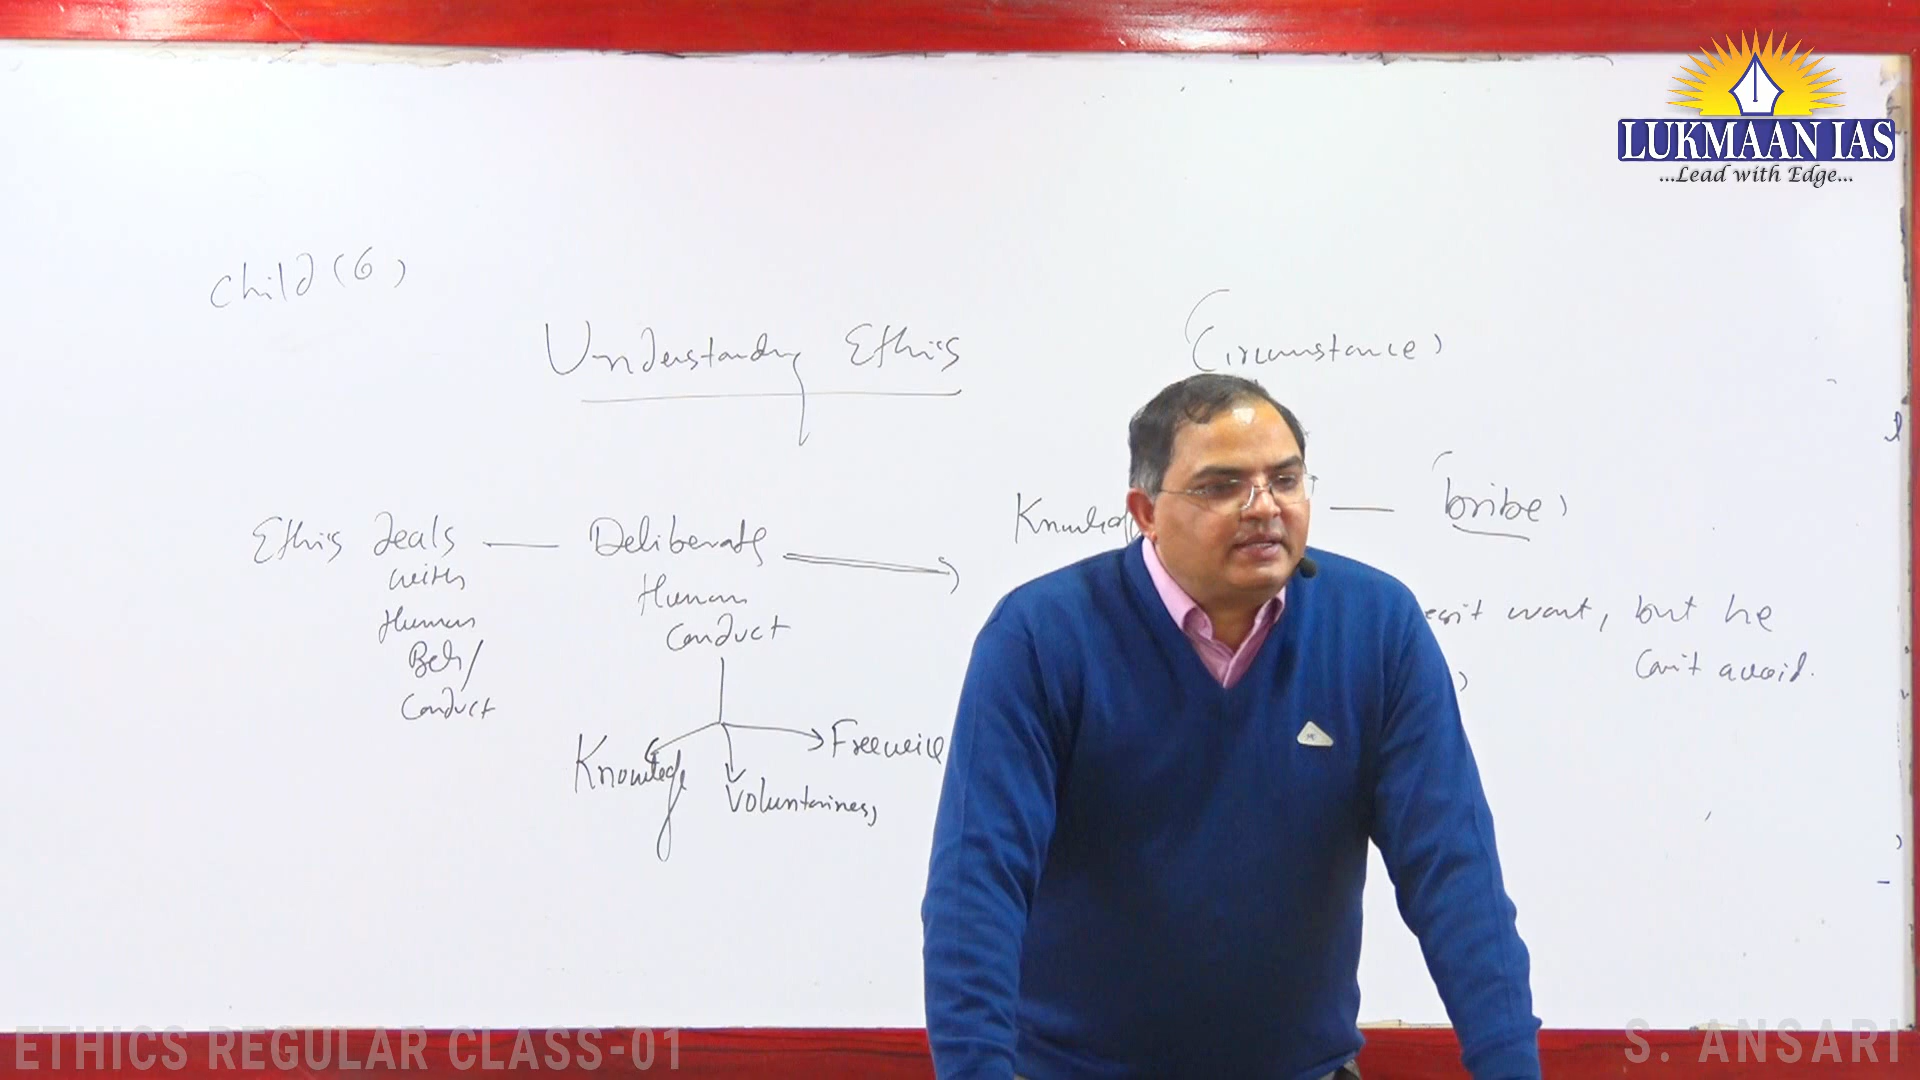 LUKMAAN IAS
...Lead with Edge...
Child (6)
Understanding Ethics
(Circumstance)
Ethics deals — Deliberate
with
Human
Beh/
Conduct
Human
Conduct
Knowledge
Voluntariness
Freewill
— (bribe)
want, but he
can't avoid.
ETHICS REGULAR CLASS-01
S. ANSARI